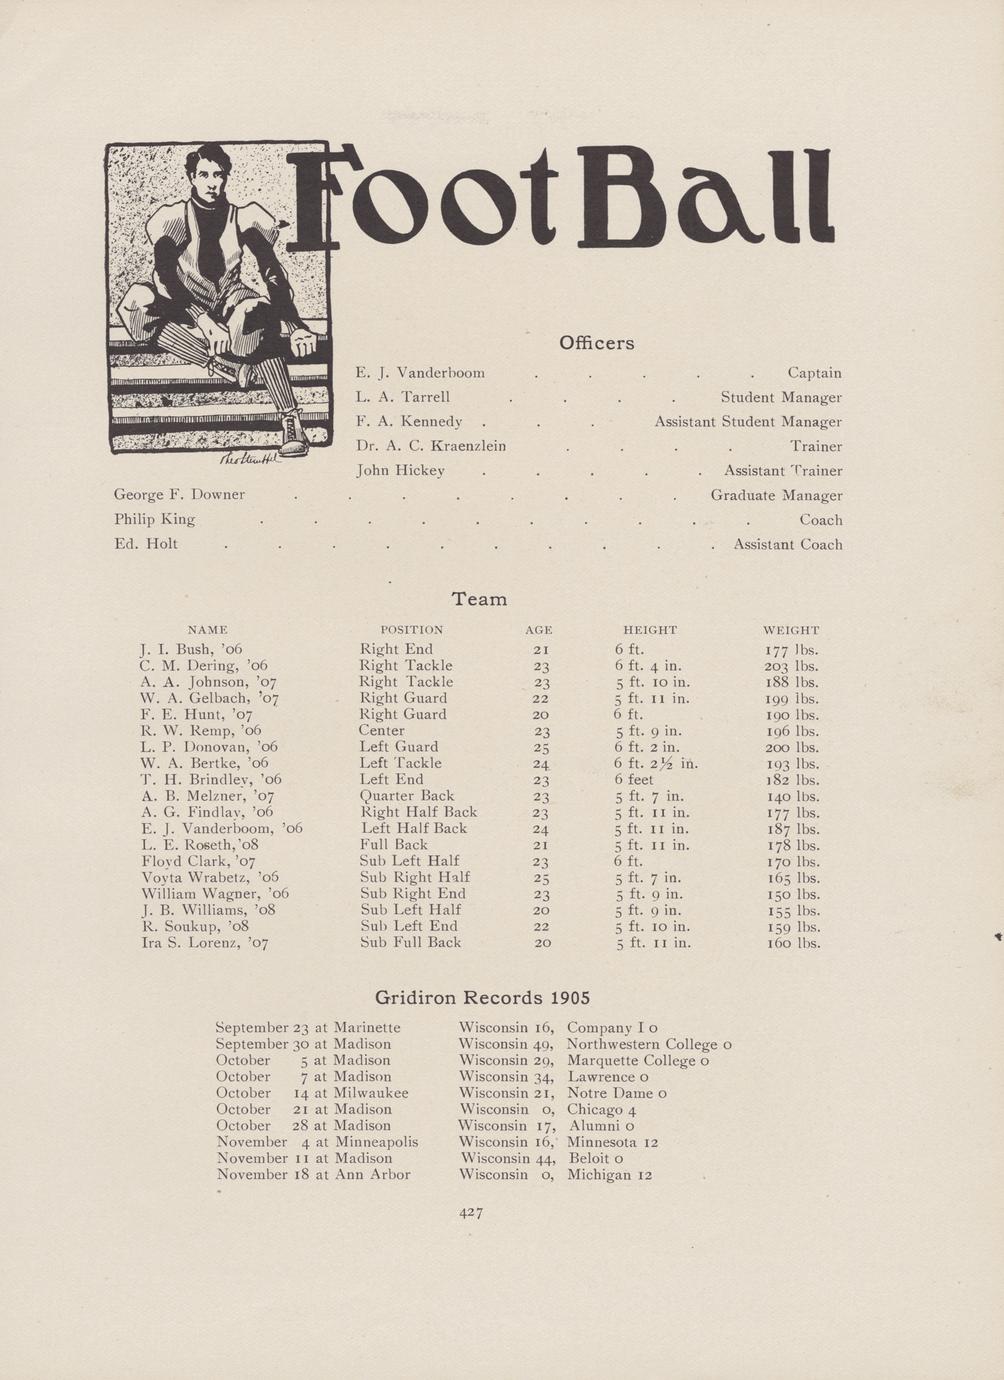 FootBall
Theo Stemphel
Officers
E. J. Vanderboom . . . . . Captain
L. A. Tarrell . . . . Student Manager
F. A. Kennedy . . . Assistant Student Manager
Dr. A. C. Kraenzlein . . . . Trainer
John Hickey . . . . . Assistant Trainer
George F. Downer . . . . . . . . Graduate Manager
Philip King . . . . . . . . . . Coach
Ed. Holt . . . . . . . . . . Assistant Coach
Team
NAME POSITION AGE HEIGHT WEIGHT
J. I. Bush, '06 Right End 21 6 ft. 177 lbs.
C. M. Dering, '06 Right Tackle 23 6 ft. 4 in. 203 lbs.
A. A. Johnson, '07 Right Tackle 23 5 ft. 10 in. 188 lbs.
W. A. Gelbach, '07 Right Guard 22 5 ft. 11 in. 199 lbs.
F. E. Hunt, '07 Right Guard 20 6 ft. 190 lbs.
R. W. Remp, '06 Center 23 5 ft. 9 in. 196 lbs.
L. P. Donovan, '06 Left Guard 25 6 ft. 2 in. 200 lbs.
W. A. Bertke, '06 Left Tackle 24 6 ft. 2½ in. 193 lbs.
T. H. Brindley, '06 Left End 23 6 feet 182 lbs.
A. B. Melzner, '07 Quarter Back 23 5 ft. 7 in. 140 lbs.
A. G. Findlay, '06 Right Half Back 23 5 ft. 11 in. 177 lbs.
E. J. Vanderboom, '06 Left Half Back 24 5 ft. 11 in. 187 lbs.
L. E. Roseth,'08 Full Back 21 5 ft. 11 in. 178 lbs.
Floyd Clark, '07 Sub Left Half 23 6 ft. 170 lbs.
Voyta Wrabetz, '06 Sub Right Half 25 5 ft. 7 in. 165 lbs.
William Wagner, '06 Sub Right End 23 5 ft. 9 in. 150 lbs.
J. B. Williams, '08 Sub Left Half 20 5 ft. 9 in. 155 lbs.
R. Soukup, '08 Sub Left End 22 5 ft. 10 in. 159 lbs.
Ira S. Lorenz, '07 Sub Full Back 20 5 ft. 11 in. 160 lbs.
Gridiron Records 1905
September 23 at Marinette Wisconsin 16, Company I 0
September 30 at Madison Wisconsin 49, Northwestern College 0
October 5 at Madison Wisconsin 29, Marquette College 0
October 7 at Madison Wisconsin 34, Lawrence 0
October 14 at Milwaukee Wisconsin 21, Notre Dame 0
October 21 at Madison Wisconsin 0, Chicago 4
October 28 at Madison Wisconsin 17, Alumni 0
November 4 at Minneapolis Wisconsin 16, Minnesota 12
November 11 at Madison Wisconsin 44, Beloit 0
November 18 at Ann Arbor Wisconsin 0, Michigan 12
427